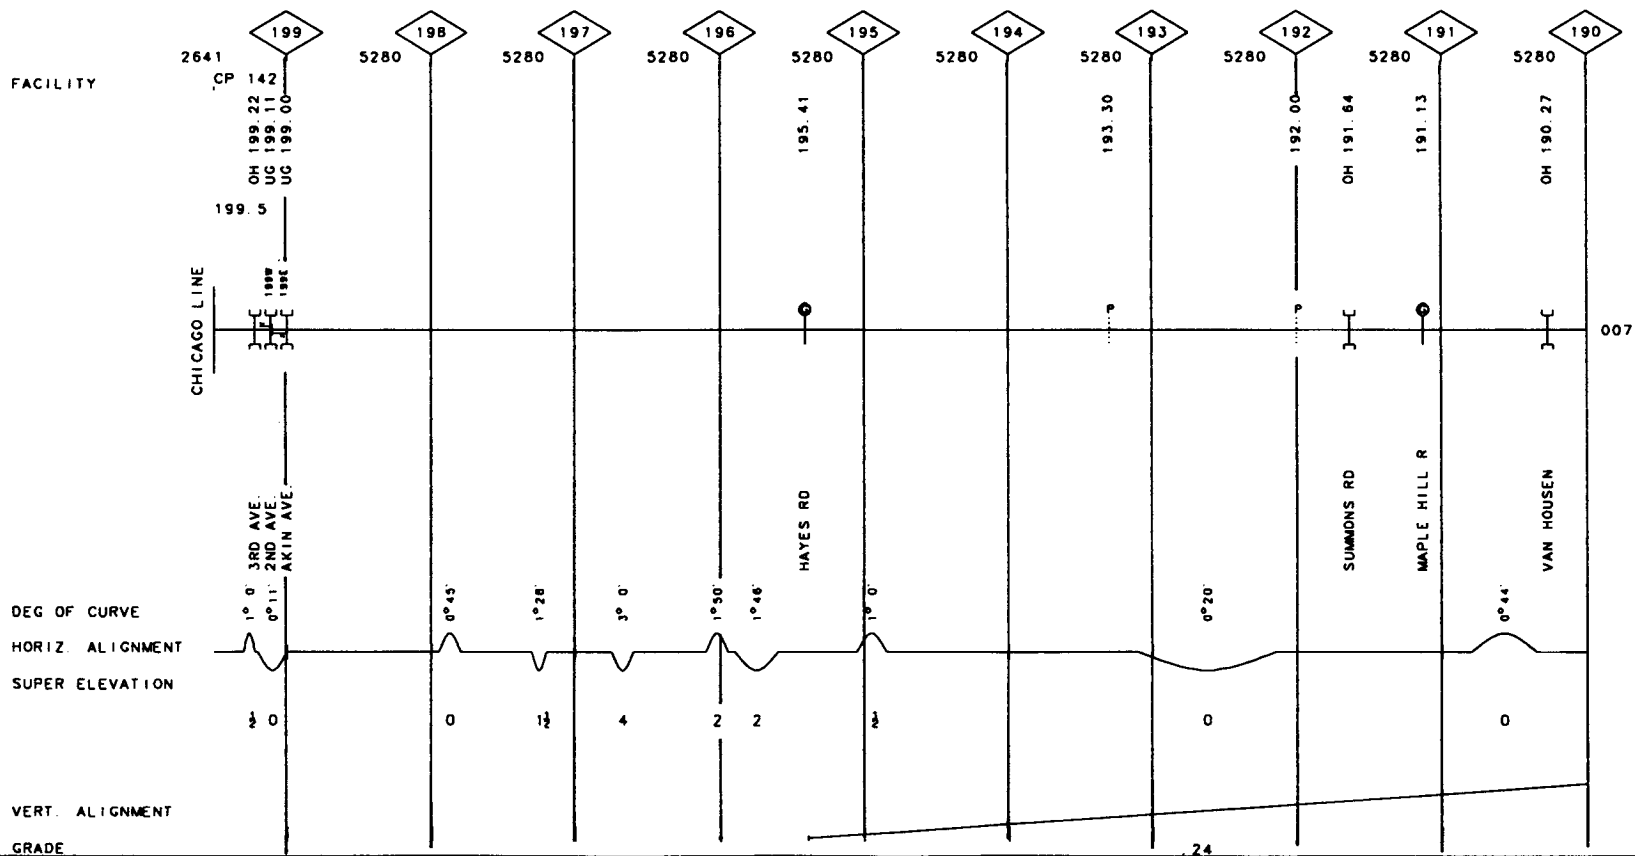 199 198 197 196 195 194 193 192 191 190
2641 5280 5280 5280 5280 5280 5280 5280 5280 5280
FACILITY
CP 142
OH 199.22
UG 199.11
UG 199.00
195.41
193.30
192.00
OH 191.64
191.13
OH 190.27
199.5
CHICAGO LINE
199W
199E
P
P
007
3RD AVE.
2ND AVE.
AKIN AVE.
HAYES RD
SUMMONS RD
MAPLE HILL R
VAN HOUSEN
DEG OF CURVE
1° 0'
0°11'
0°45'
1°28'
3° 0'
1°50'
1°46'
1° 0'
0°20'
0°44'
HORIZ. ALIGNMENT
SUPER ELEVATION
½ 0 0 1½ 4 2 2 ½ 0 0
VERT. ALIGNMENT
GRADE
.24